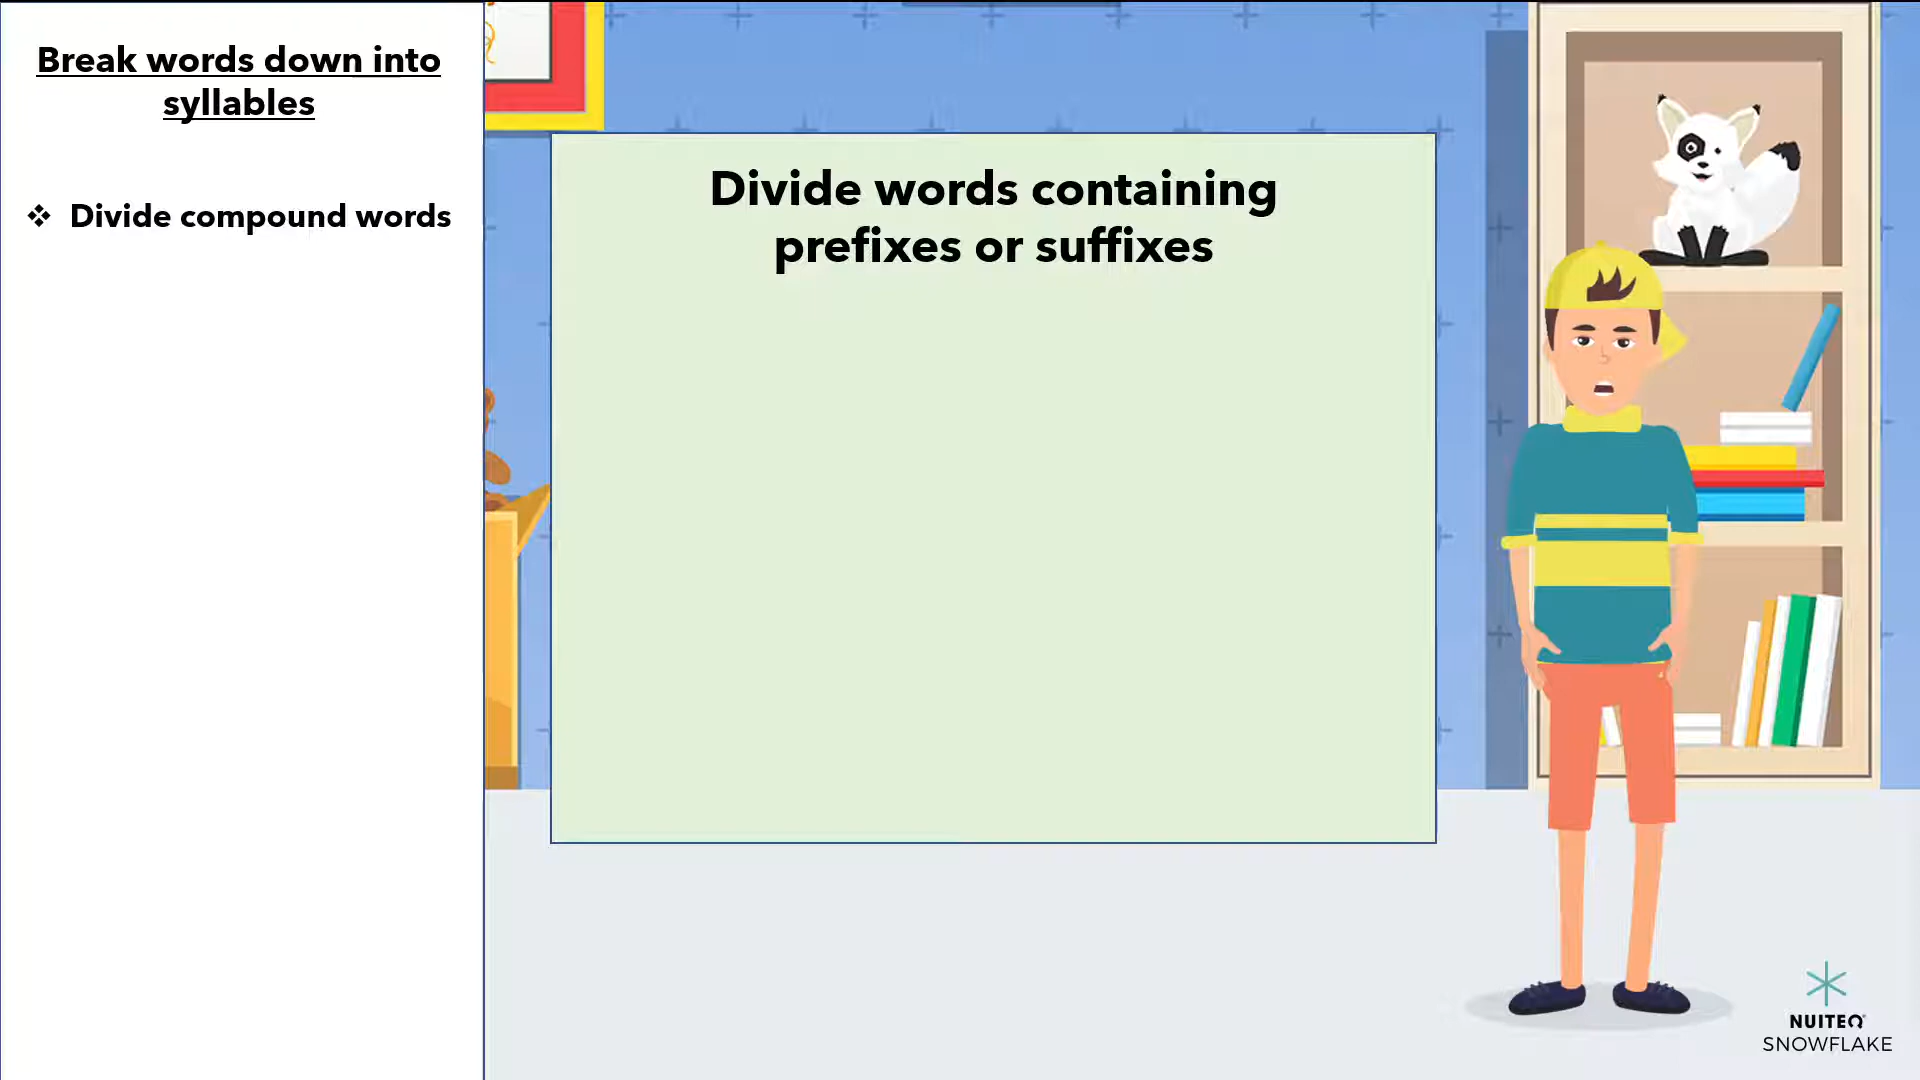 Break words down into
syllables
❖ Divide compound words
Divide words containing
prefixes or suffixes
NUITEQ
SNOWFLAKE